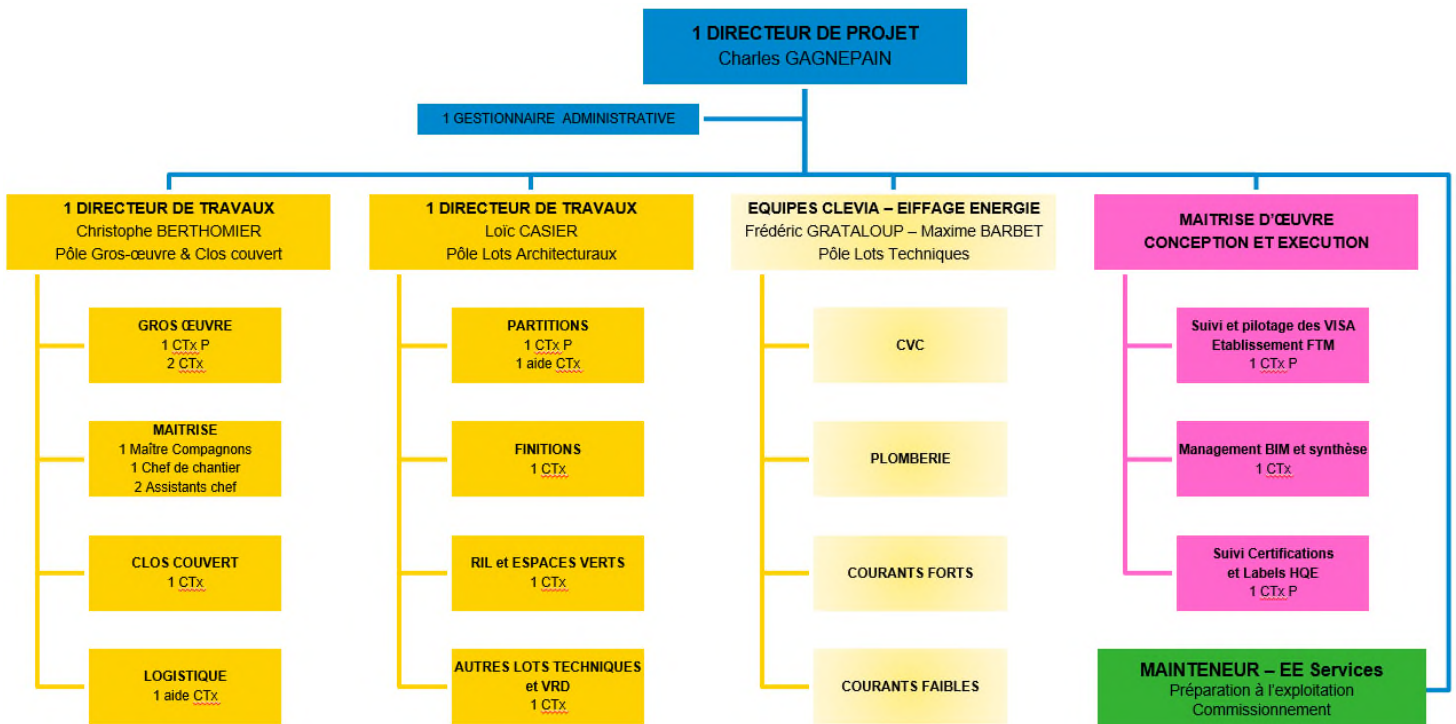 1 DIRECTEUR DE PROJET
Charles GAGNEPAIN
1 GESTIONNAIRE ADMINISTRATIVE
1 DIRECTEUR DE TRAVAUX
Christophe BERTHOMIER
Pôle Gros-œuvre & Clos couvert
GROS ŒUVRE
1 CTx P
2 CTx
MAITRISE
1 Maître Compagnons
1 Chef de chantier
2 Assistants chef
CLOS COUVERT
1 CTx
LOGISTIQUE
1 aide CTx
1 DIRECTEUR DE TRAVAUX
Loïc CASIER
Pôle Lots Architecturaux
PARTITIONS
1 CTx P
1 aide CTx
FINITIONS
1 CTx
RIL et ESPACES VERTS
1 CTx
AUTRES LOTS TECHNIQUES
et VRD
1 CTx
EQUIPES CLEVIA – EIFFAGE ENERGIE
Frédéric GRATALOUP – Maxime BARBET
Pôle Lots Techniques
CVC
PLOMBERIE
COURANTS FORTS
COURANTS FAIBLES
MAITRISE D'ŒUVRE
CONCEPTION ET EXECUTION
Suivi et pilotage des VISA
Etablissement FTM
1 CTx P
Management BIM et synthèse
1 CTx
Suivi Certifications
et Labels HQE
1 CTx P
MAINTENEUR – EE Services
Préparation à l'exploitation
Commissionnement